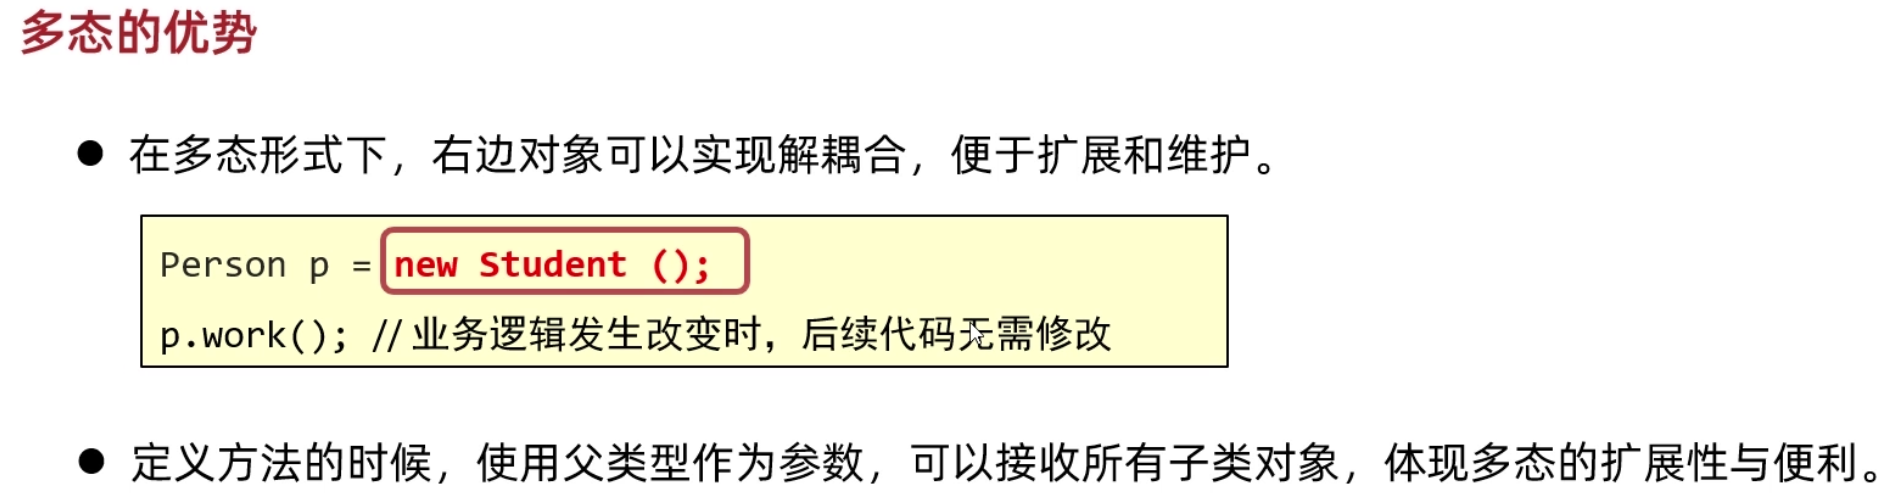 多态的优势
● 在多态形式下，右边对象可以实现解耦合，便于扩展和维护。
Person p = new Student ();
p.work(); // 业务逻辑发生改变时，后续代码无需修改
● 定义方法的时候，使用父类型作为参数，可以接收所有子类对象，体现多态的扩展性与便利。